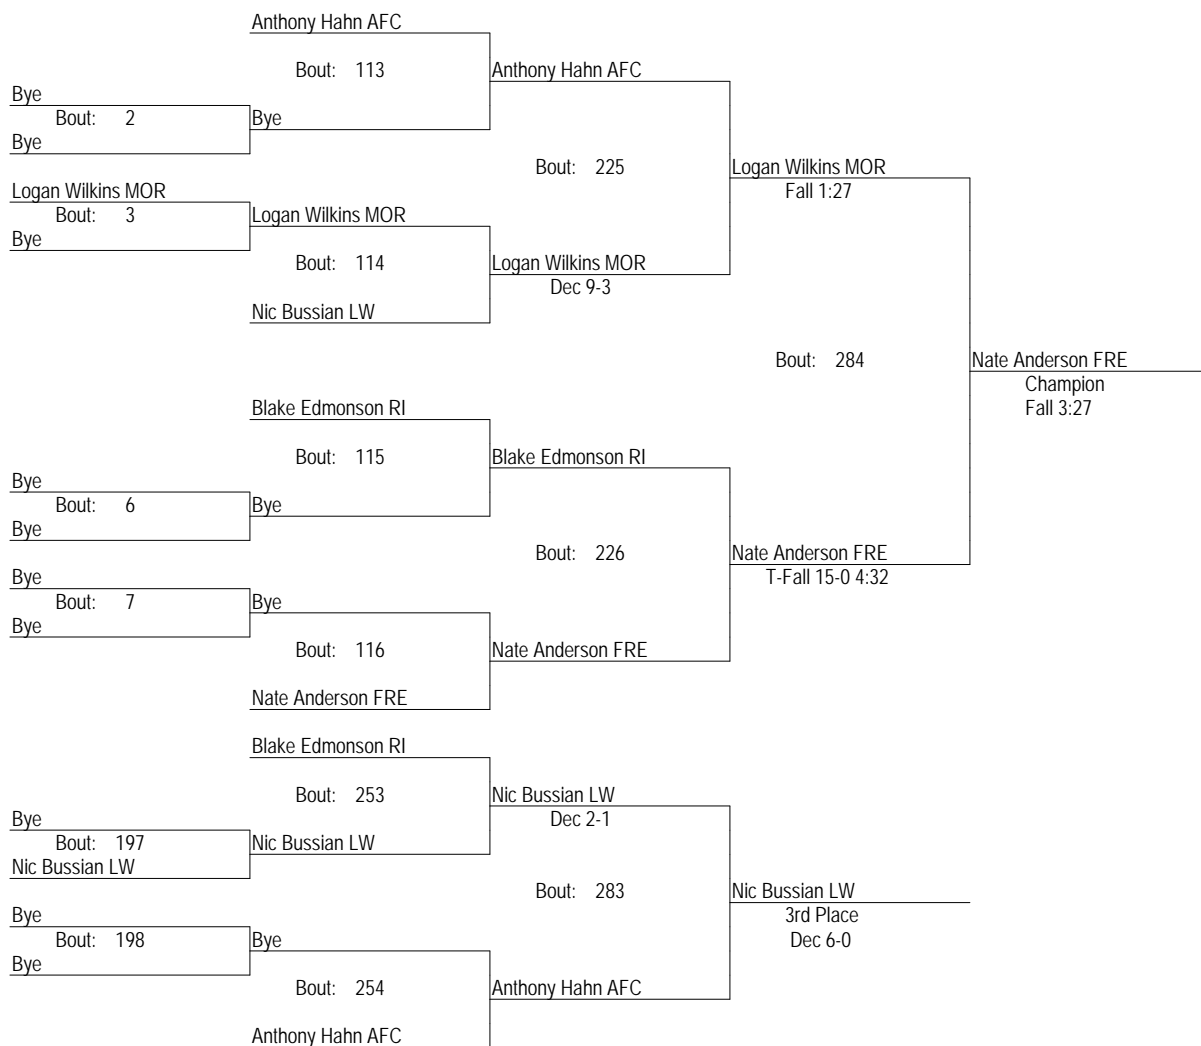 Anthony Hahn AFC
Bout: 113
Anthony Hahn AFC
Bye
Bout: 2
Bye
Bye
Bout: 225
Logan Wilkins MOR
Fall 1:27
Logan Wilkins MOR
Bout: 3
Logan Wilkins MOR
Bye
Bout: 114
Logan Wilkins MOR
Dec 9-3
Nic Bussian LW
Bout: 284
Nate Anderson FRE
Champion
Fall 3:27
Blake Edmonson RI
Bout: 115
Blake Edmonson RI
Bye
Bout: 6
Bye
Bye
Bout: 226
Nate Anderson FRE
T-Fall 15-0 4:32
Bye
Bout: 7
Bye
Bye
Bout: 116
Nate Anderson FRE
Nate Anderson FRE
Blake Edmonson RI
Bout: 253
Nic Bussian LW
Dec 2-1
Bye
Bout: 197
Nic Bussian LW
Nic Bussian LW
Bout: 283
Nic Bussian LW
3rd Place
Dec 6-0
Bye
Bout: 198
Bye
Bye
Bout: 254
Anthony Hahn AFC
Anthony Hahn AFC